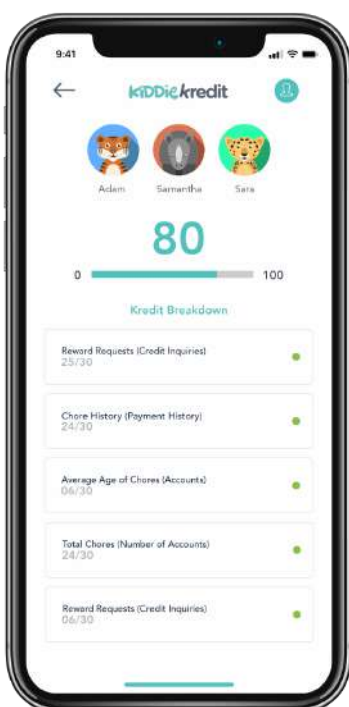 9:41
KiDDie kredit
Adam Samantha Sara
80
0 100
Kredit Breakdown
Reward Requests (Credit Inquiries)
25/30
Chore History (Payment History)
24/30
Average Age of Chores (Accounts)
06/30
Total Chores (Number of Accounts)
24/30
Reward Requests (Credit Inquiries)
06/30